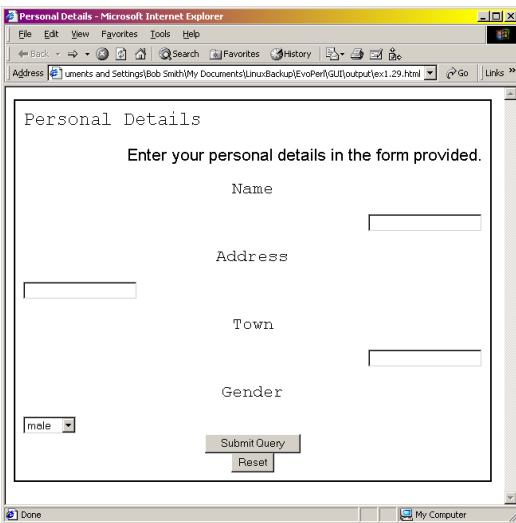 Personal Details - Microsoft Internet Explorer
File Edit View Favorites Tools Help
Back Search Favorites History
Address uments and Settings\Bob Smith\My Documents\LinuxBackup\EvoPerl\GUI\output\ex1.29.html Go Links »
Personal Details
Enter your personal details in the form provided.
Name
Address
Town
Gender
male
Submit Query
Reset
Done My Computer